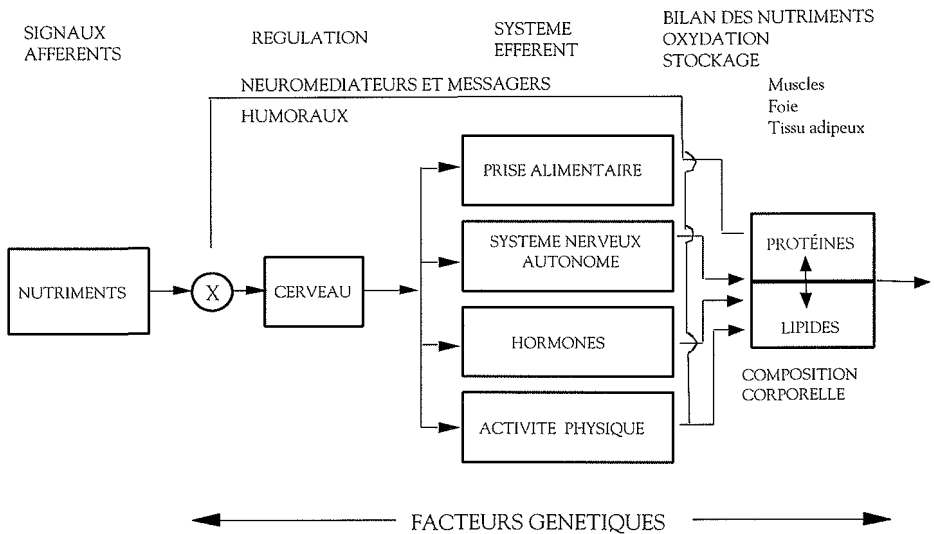 SIGNAUX
AFFERENTS
REGULATION
SYSTEME
EFFERENT
BILAN DES NUTRIMENTS
OXYDATION
STOCKAGE
Muscles
Foie
Tissu adipeux
NEUROMEDIATEURS ET MESSAGERS
HUMORAUX
PRISE ALIMENTAIRE
SYSTEME NERVEUX
AUTONOME
PROTÉINES
NUTRIMENTS
X
CERVEAU
HORMONES
LIPIDES
COMPOSITION
CORPORELLE
ACTIVITE PHYSIQUE
FACTEURS GENETIQUES